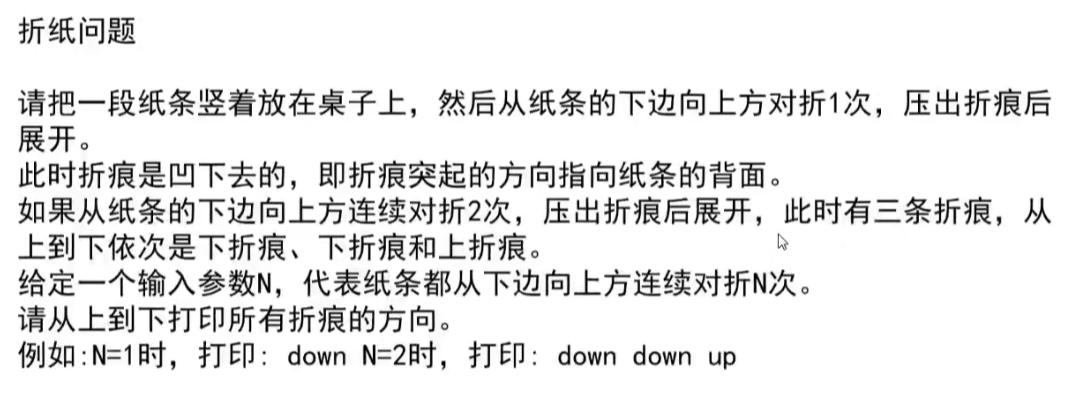 折纸问题
请把一段纸条竖着放在桌子上，然后从纸条的下边向上方对折1次，压出折痕后
展开。
此时折痕是凹下去的，即折痕突起的方向指向纸条的背面。
如果从纸条的下边向上方连续对折2次，压出折痕后展开，此时有三条折痕，从
上到下依次是下折痕、下折痕和上折痕。
给定一个输入参数N，代表纸条都从下边向上方连续对折N次。
请从上到下打印所有折痕的方向。
例如:N=1时，打印: down N=2时，打印: down down up